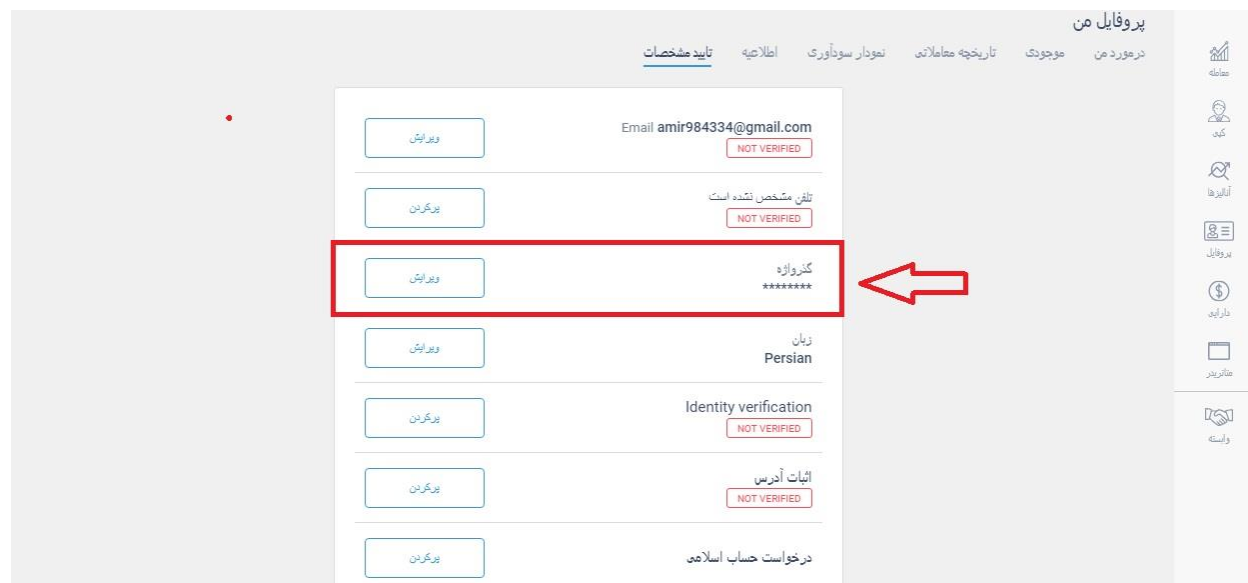 پروفایل من
درمورد من	موجودی	تاریخچه معاملاتی	نمودار سودآوری	اطلاعیه	تایید مشخصات
معامله
کپی
آنالیزها
پروفایل
دارایی
متاتریدر
وابسته
Email amir984334@gmail.com
NOT VERIFIED
ویرایش
تلفن مشخص نشده است
NOT VERIFIED
پرکردن
گذرواژه
********
ویرایش
زبان
Persian
ویرایش
Identity verification
NOT VERIFIED
پرکردن
اثبات آدرس
NOT VERIFIED
پرکردن
درخواست حساب اسلامی
پرکردن